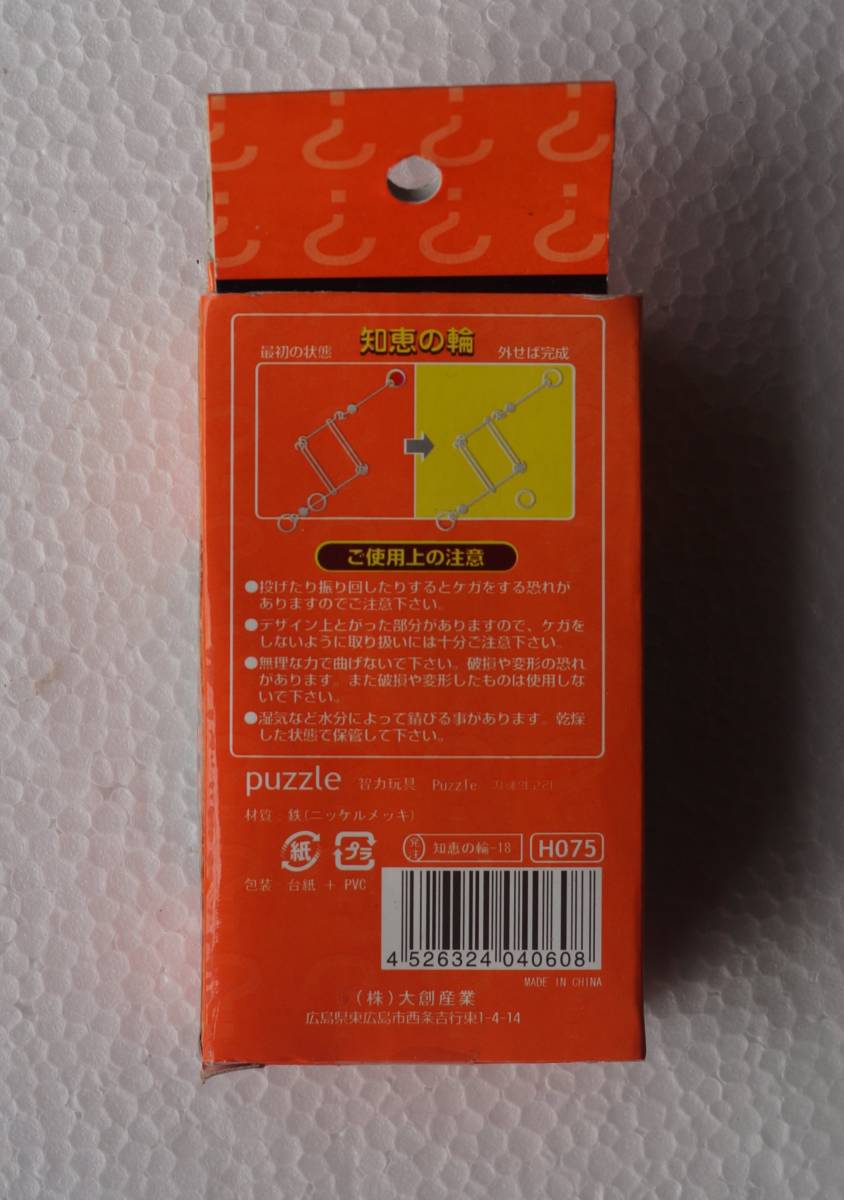 知恵の輪
最初の状態
外せば完成
ご使用上の注意
●投げたり振り回したりするとケガをする恐れが
ありますのでご注意下さい。
●デザイン上とがった部分がありますので、ケガを
しないように取り扱いには十分ご注意下さい。
●無理な力で曲げないで下さい。破損や変形の恐れ
があります。また破損や変形したものは使用しな
いで下さい。
●湿気など水分によって錆びる事があります。乾燥
した状態で保管して下さい。
puzzle 智力玩具 Puzzle 지혜의고리
材質 鉄(ニッケルメッキ)
紙 プラ 発注 知恵の輪-18 H075
包装 台紙 + PVC
4 526324 040608
MADE IN CHINA
(株)大創産業
広島県東広島市西条吉行東1-4-14